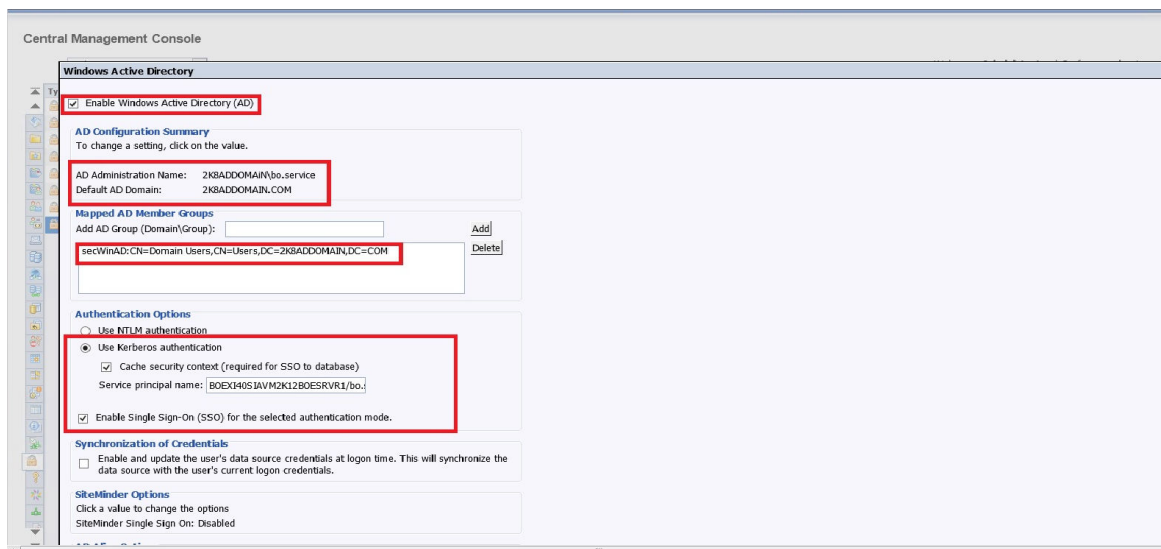 Central Management Console
Windows Active Directory
Ty
Enable Windows Active Directory (AD)
AD Configuration Summary
To change a setting, click on the value.
AD Administration Name: 2K8ADDOMAiN\bo.service
Default AD Domain: 2K8ADDOMAIN.COM
Mapped AD Member Groups
Add AD Group (Domain\Group):
Add
secWinAD:CN=Domain Users,CN=Users,DC=2K8ADDOMAIN,DC=COM
Delete
Authentication Options
Use NTLM authentication
Use Kerberos authentication
Cache security context (required for SSO to database)
Service principal name: BOEXI40SIAVM2K12BOESRVR1/bo.s
Enable Single Sign-On (SSO) for the selected authentication mode.
Synchronization of Credentials
Enable and update the user's data source credentials at logon time. This will synchronize the
data source with the user's current logon credentials.
SiteMinder Options
Click a value to change the options
SiteMinder Single Sign On: Disabled